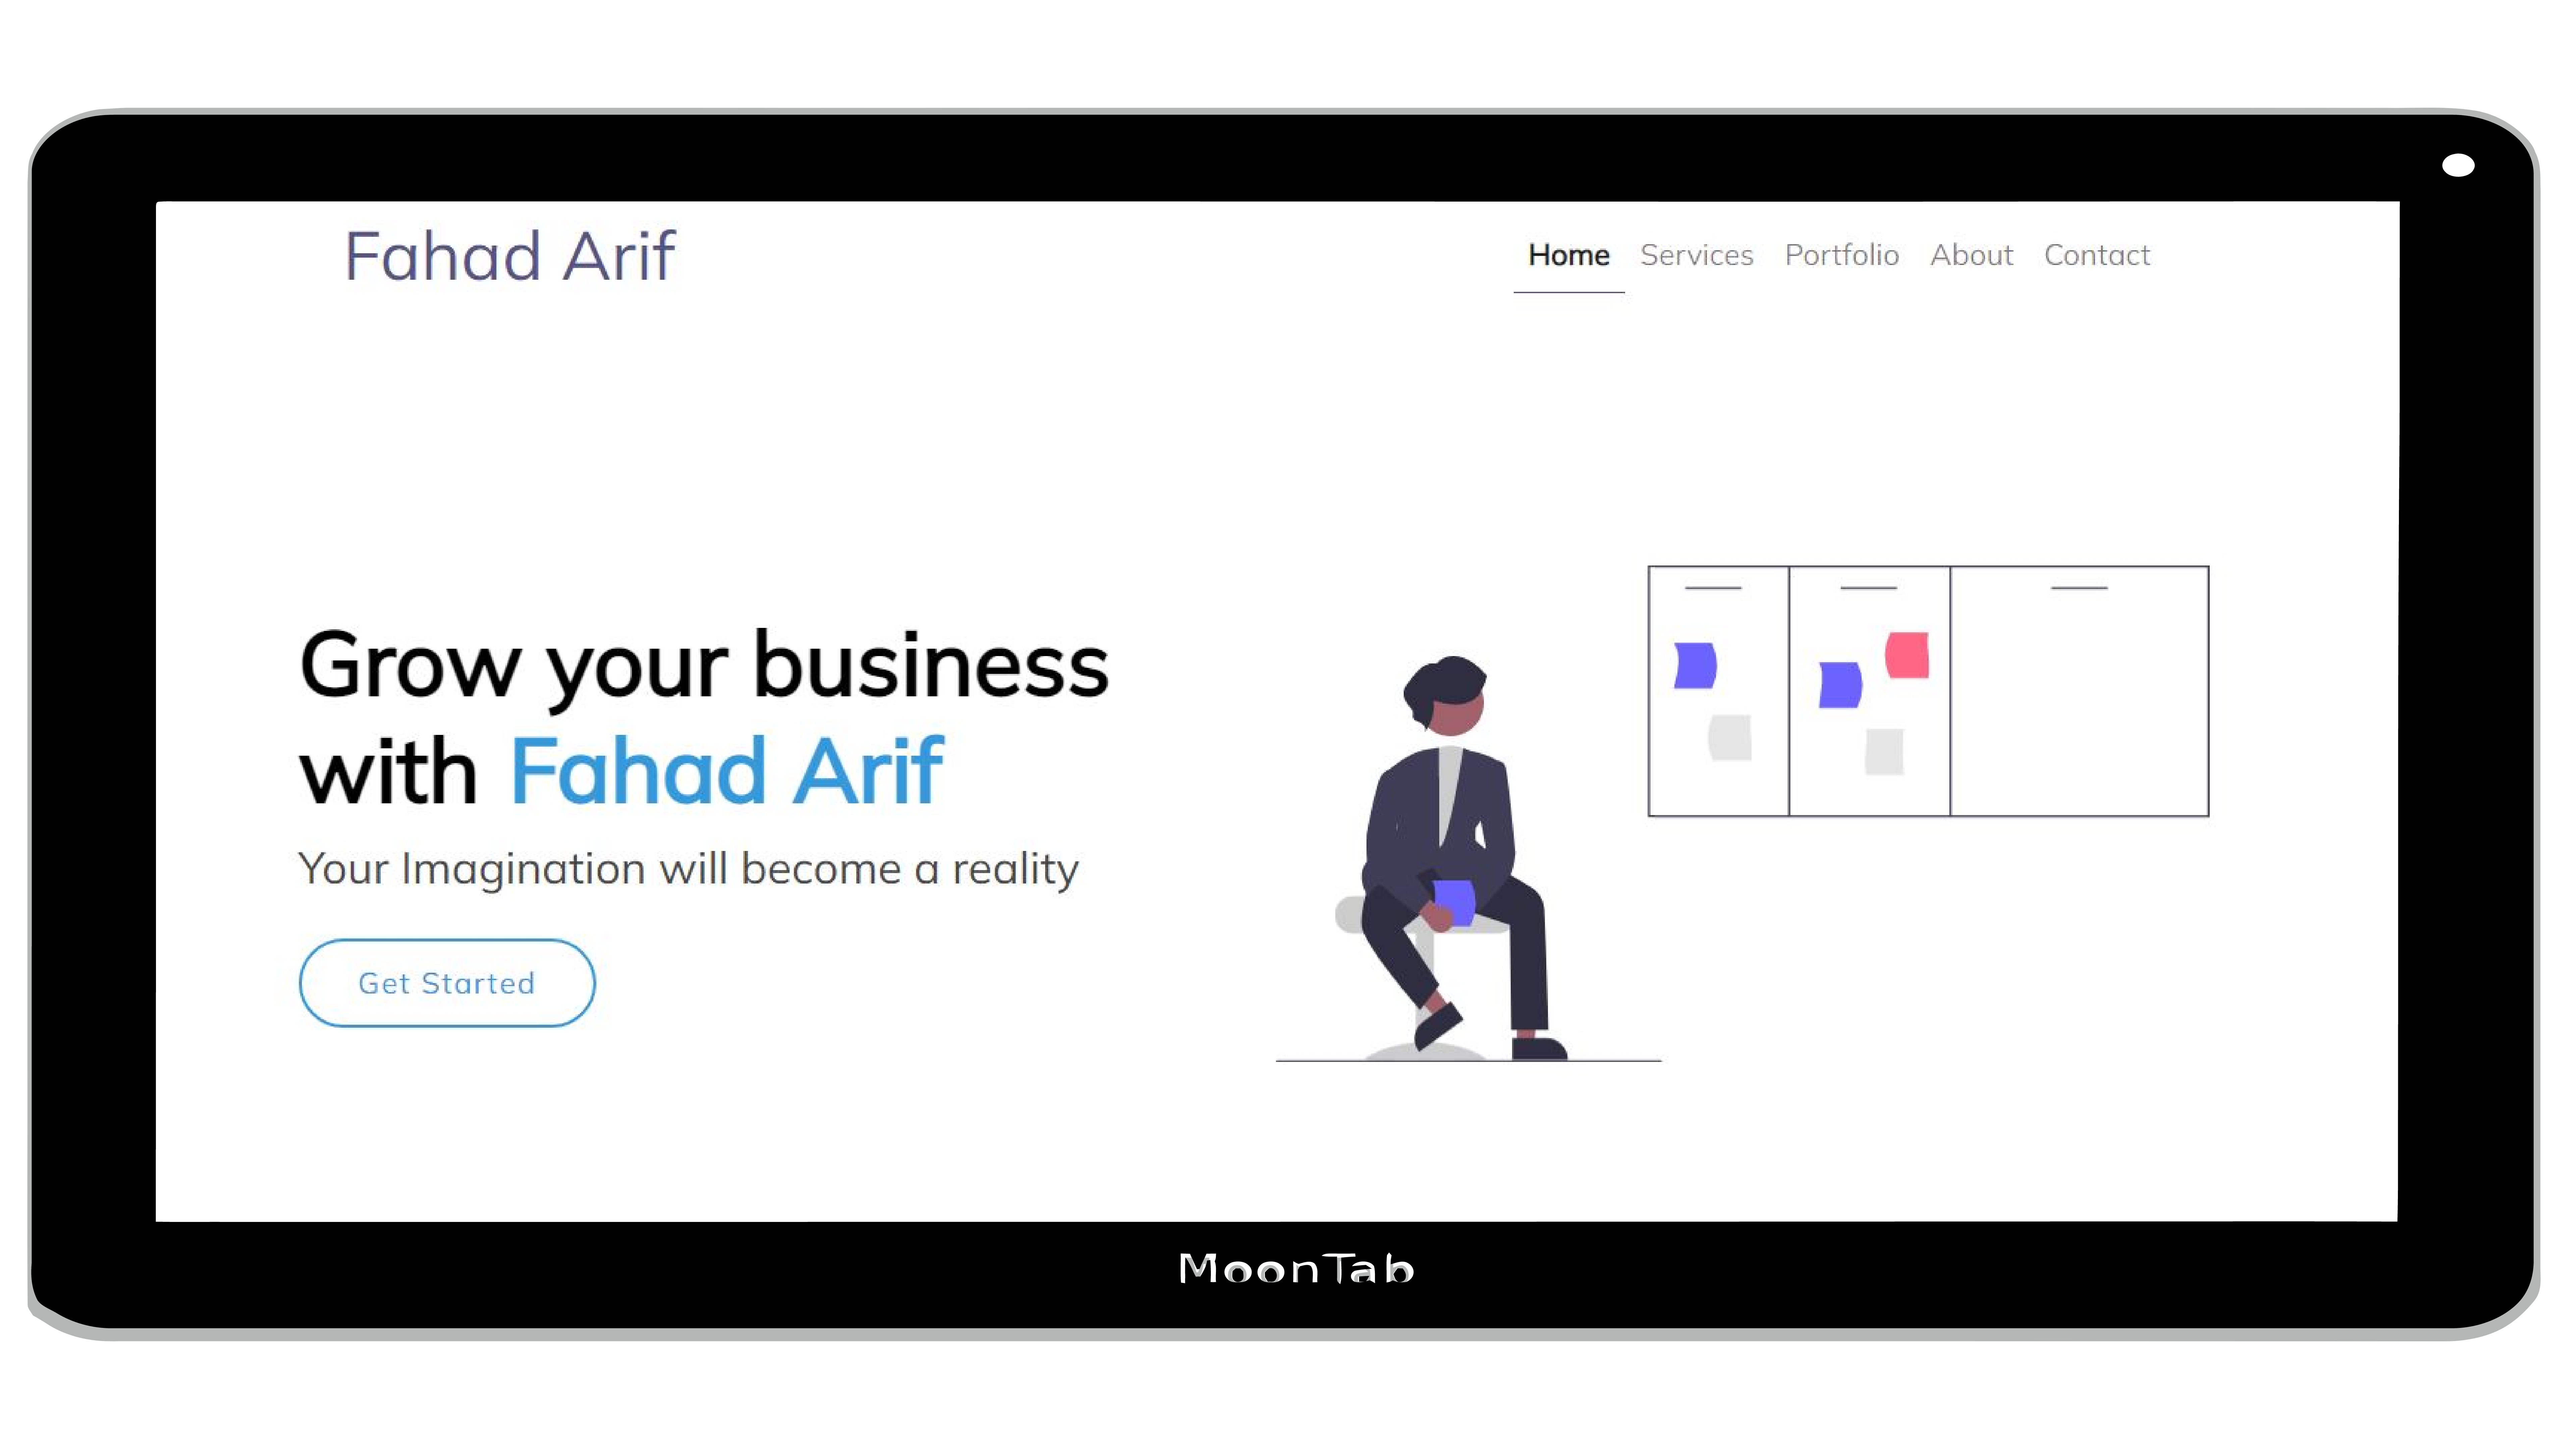 Fahad Arif
Home Services Portfolio About Contact
Grow your business
with Fahad Arif
Your Imagination will become a reality
Get Started
MoonTab